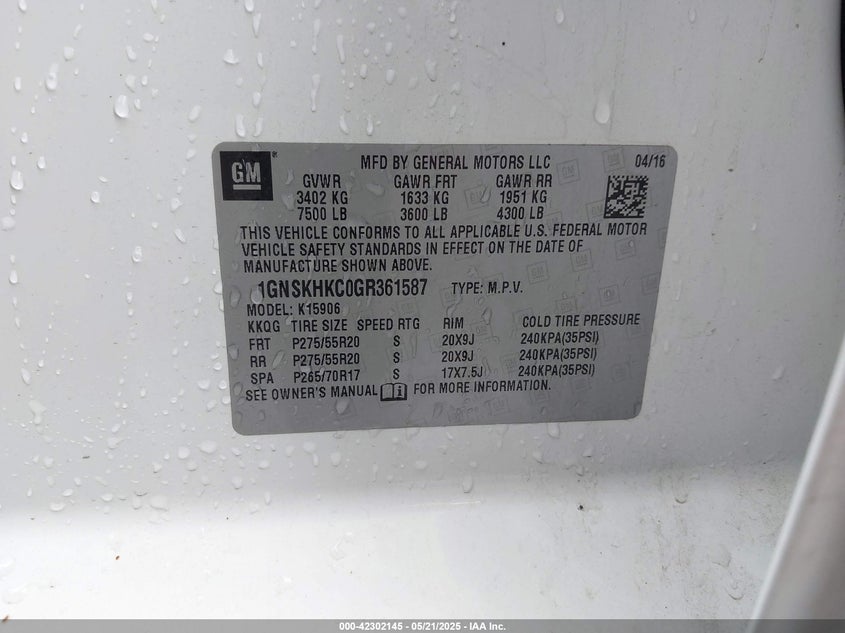 GM
MFD BY GENERAL MOTORS LLC 04/16
GVWR GAWR FRT GAWR RR
3402 KG 1633 KG 1951 KG
7500 LB 3600 LB 4300 LB
THIS VEHICLE CONFORMS TO ALL APPLICABLE U.S. FEDERAL MOTOR
VEHICLE SAFETY STANDARDS IN EFFECT ON THE DATE OF
MANUFACTURE SHOWN ABOVE.
1GNSKHKC0GR361587 TYPE: M.P.V.
MODEL: K15906
KKQG TIRE SIZE SPEED RTG RIM COLD TIRE PRESSURE
FRT P275/55R20 S 20X9J 240KPA(35PSI)
RR P275/55R20 S 20X9J 240KPA(35PSI)
SPA P265/70R17 S 17X7.5J 240KPA(35PSI)
SEE OWNER'S MANUAL FOR MORE INFORMATION.
000-42302145 - 05/21/2025 - IAA Inc.